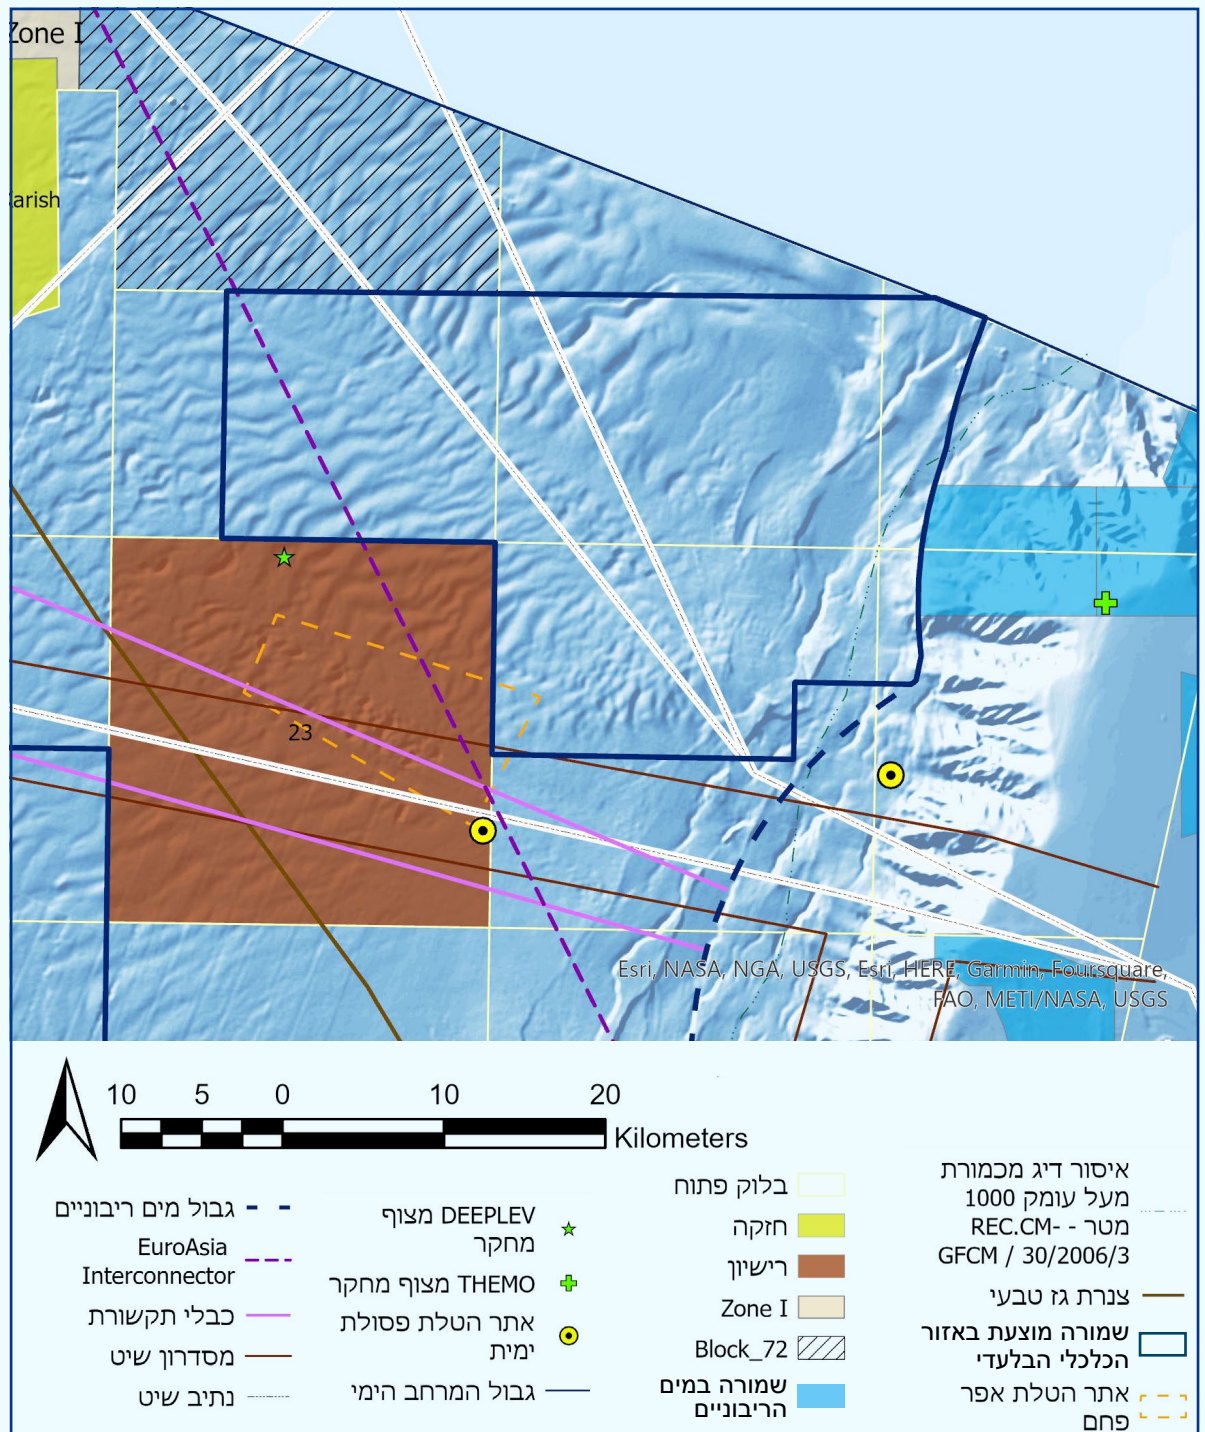 Zone I
arish
23
Esri, NASA, NGA, USGS, Esri, HERE, Garmin, Foursquare,
FAO, METI/NASA, USGS
10 5 0 10 20
Kilometers
איסור דיג מכמורת
מעל עומק 1000
מטר - -REC.CM
GFCM / 30/2006/3
צנרת גז טבעי
שמורה מוצעת באזור
הכלכלי הבלעדי
אתר הטלת אפר
פחם
בלוק פתוח
חזקה
רישיון
Zone I
Block_72
שמורה במים
הריבוניים
DEEPLEV מצוף
מחקר
THEMO מצוף מחקר
אתר הטלת פסולת
ימית
גבול המרחב הימי
גבול מים ריבוניים
EuroAsia
Interconnector
כבלי תקשורת
מסדרון שיט
נתיב שיט